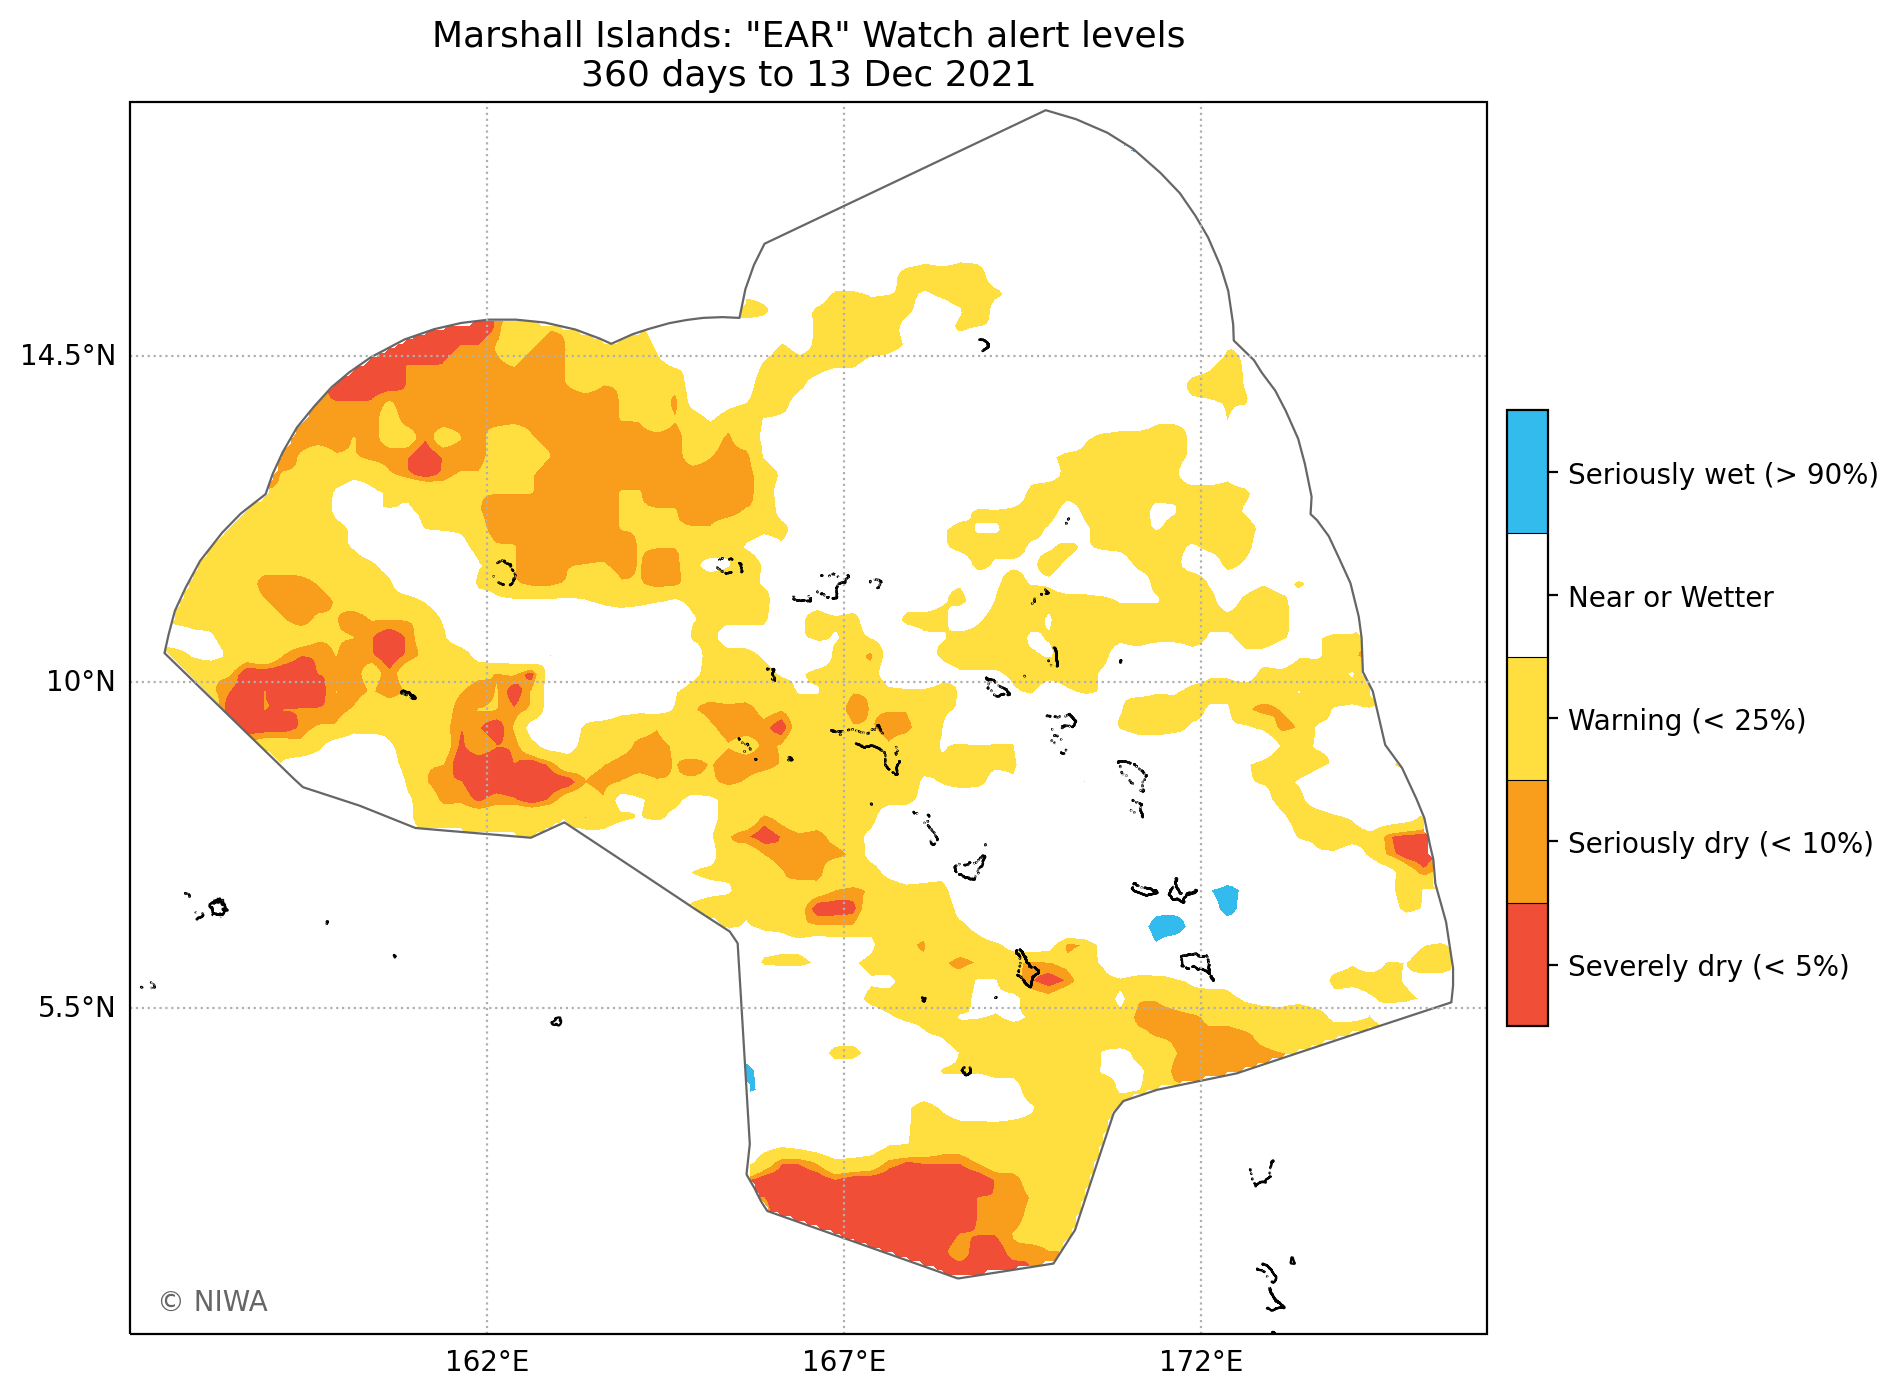 Marshall Islands: "EAR" Watch alert levels
360 days to 13 Dec 2021
14.5°N
10°N
5.5°N
162°E
167°E
172°E
Seriously wet (> 90%)
Near or Wetter
Warning (< 25%)
Seriously dry (< 10%)
Severely dry (< 5%)
© NIWA